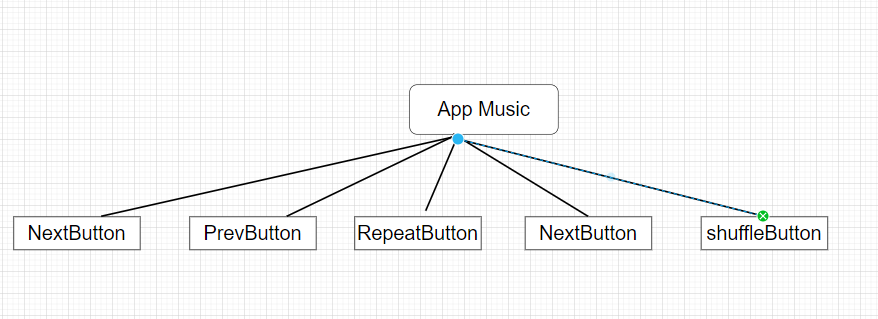 App Music
NextButton
PrevButton
RepeatButton
NextButton
shuffleButton